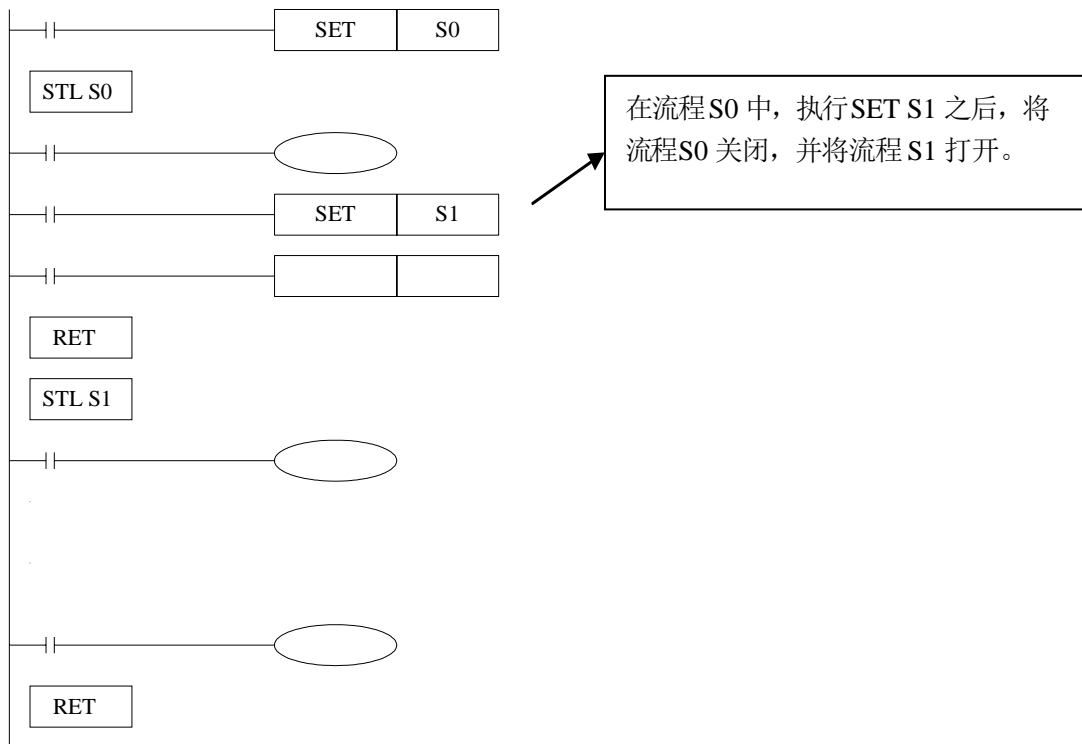 SET S0
STL S0
在流程S0 中，执行SET S1 之后，将
流程S0 关闭，并将流程 S1 打开。
SET S1
RET
STL S1
RET